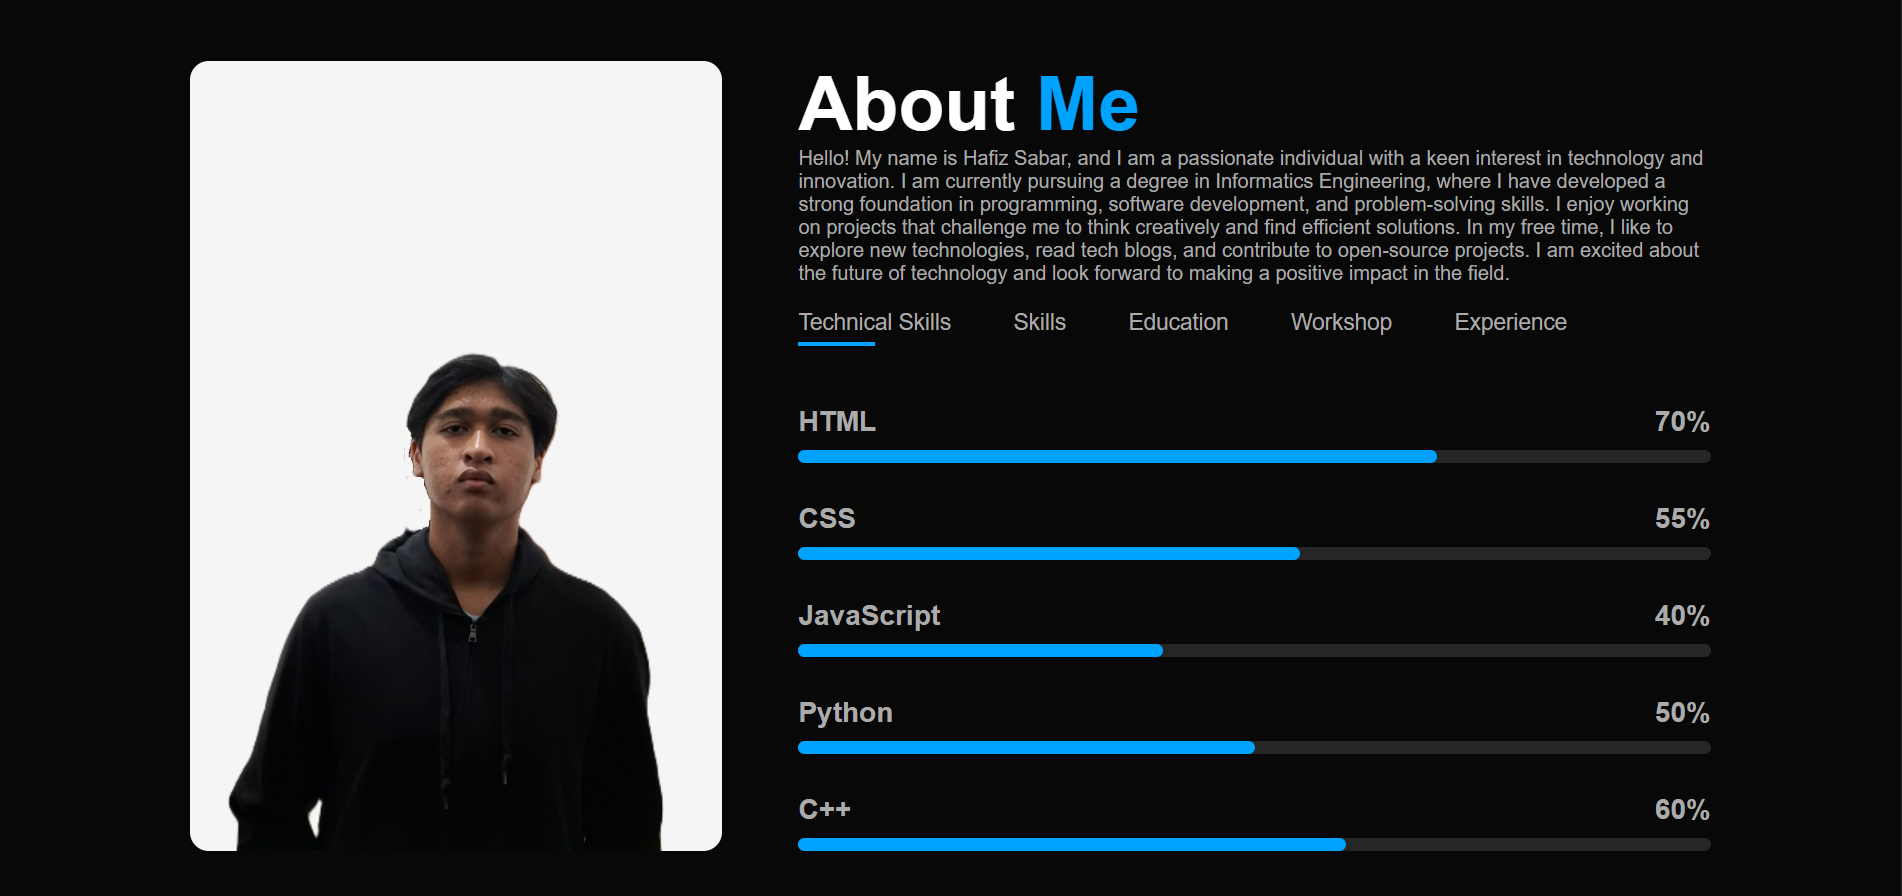 About Me
Hello! My name is Hafiz Sabar, and I am a passionate individual with a keen interest in technology and
innovation. I am currently pursuing a degree in Informatics Engineering, where I have developed a
strong foundation in programming, software development, and problem-solving skills. I enjoy working
on projects that challenge me to think creatively and find efficient solutions. In my free time, I like to
explore new technologies, read tech blogs, and contribute to open-source projects. I am excited about
the future of technology and look forward to making a positive impact in the field.
Technical Skills Skills Education Workshop Experience
HTML 70%
CSS 55%
JavaScript 40%
Python 50%
C++ 60%